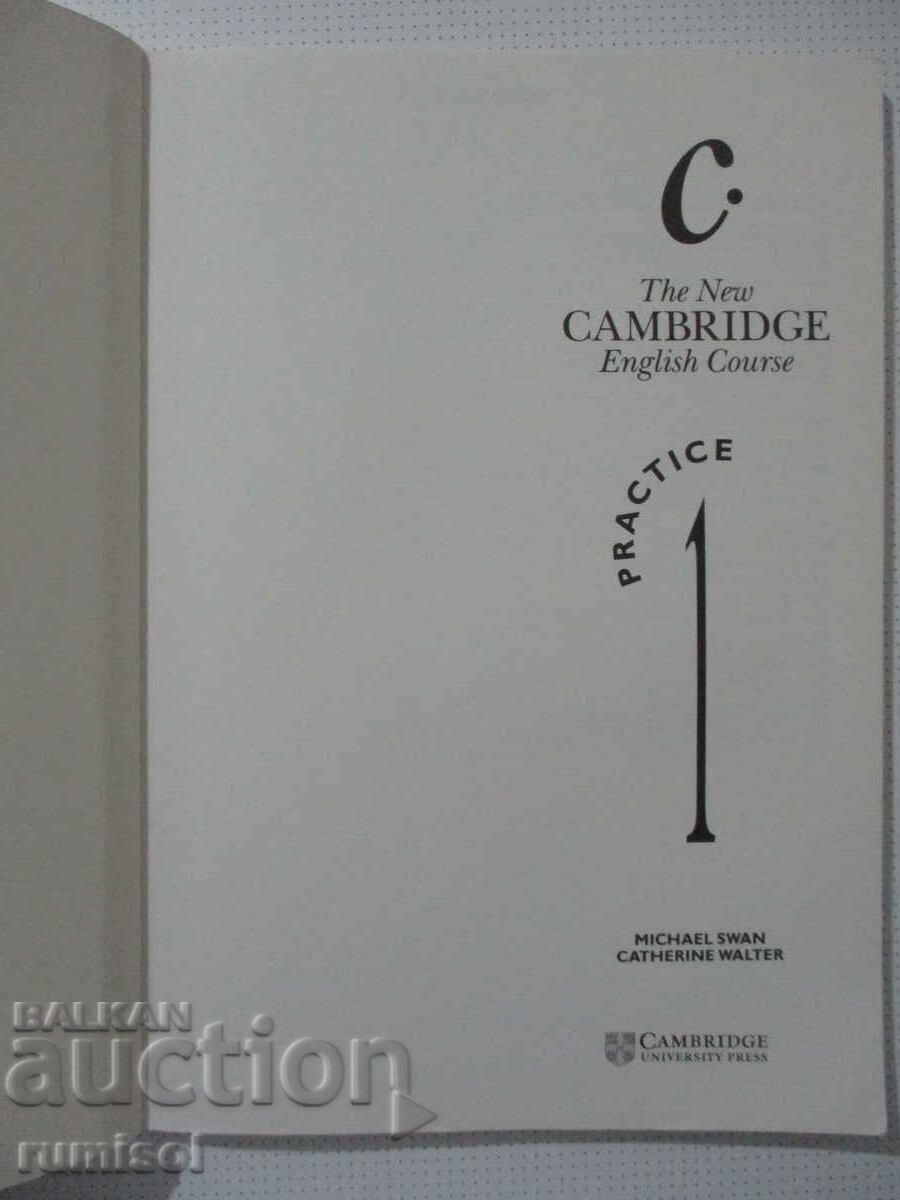 C.
The New
CAMBRIDGE
English Course
PRACTICE
1
MICHAEL SWAN
CATHERINE WALTER
CAMBRIDGE
UNIVERSITY PRESS
BALKAN
auction
rumisol